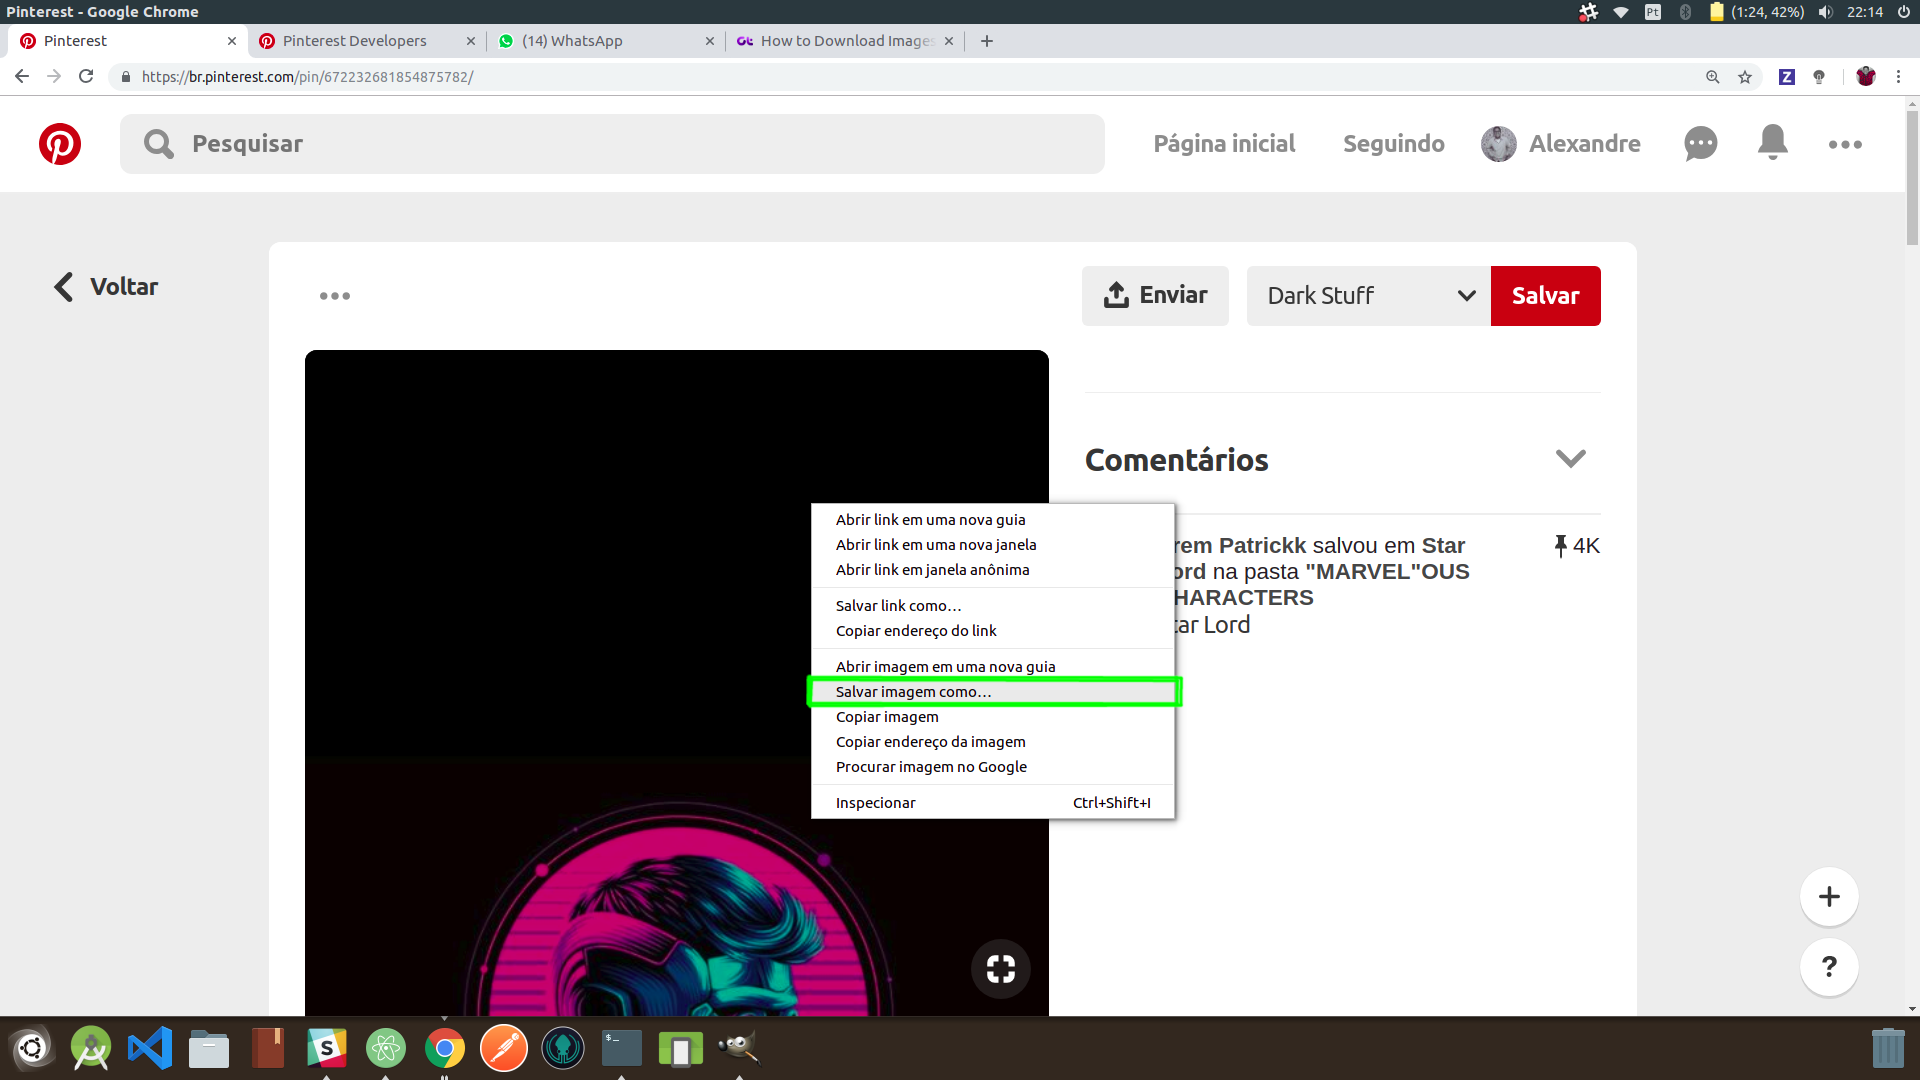 Pinterest - Google Chrome
Pt
(1:24, 42%)
22:14
Pinterest
Pinterest Developers
(14) WhatsApp
How to Download Images
https://br.pinterest.com/pin/672232681854875782/
Z
Pesquisar
Página inicial
Seguindo
Alexandre
Voltar
Enviar
Dark Stuff
Salvar
Comentários
Abrir link em uma nova guia
Abrir link em uma nova janela
Abrir link em janela anônima
Salvar link como...
Copiar endereço do link
Abrir imagem em uma nova guia
Salvar imagem como...
Copiar imagem
Copiar endereço da imagem
Procurar imagem no Google
Inspecionar Ctrl+Shift+I
rem Patrickk salvou em Star
ord na pasta "MARVEL"OUS
HARACTERS
tar Lord
4K
+
?
S
$_